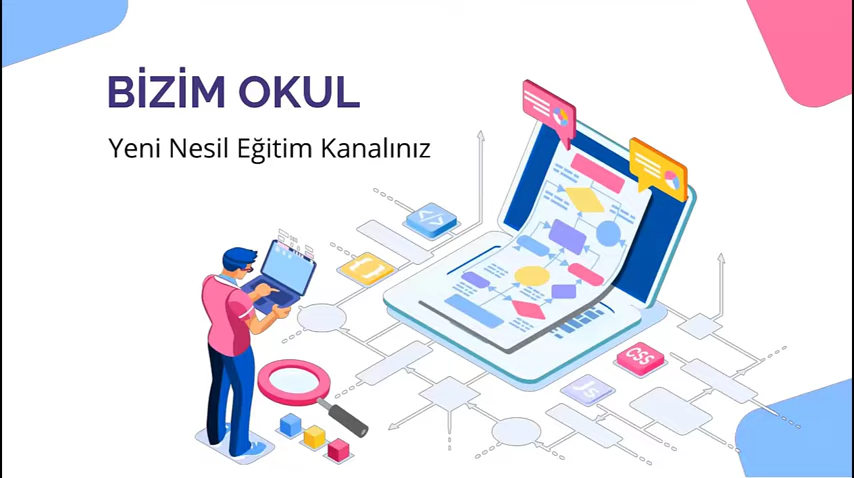 BİZİM OKUL
Yeni Nesil Eğitim Kanalınız
</>
CSS
Js